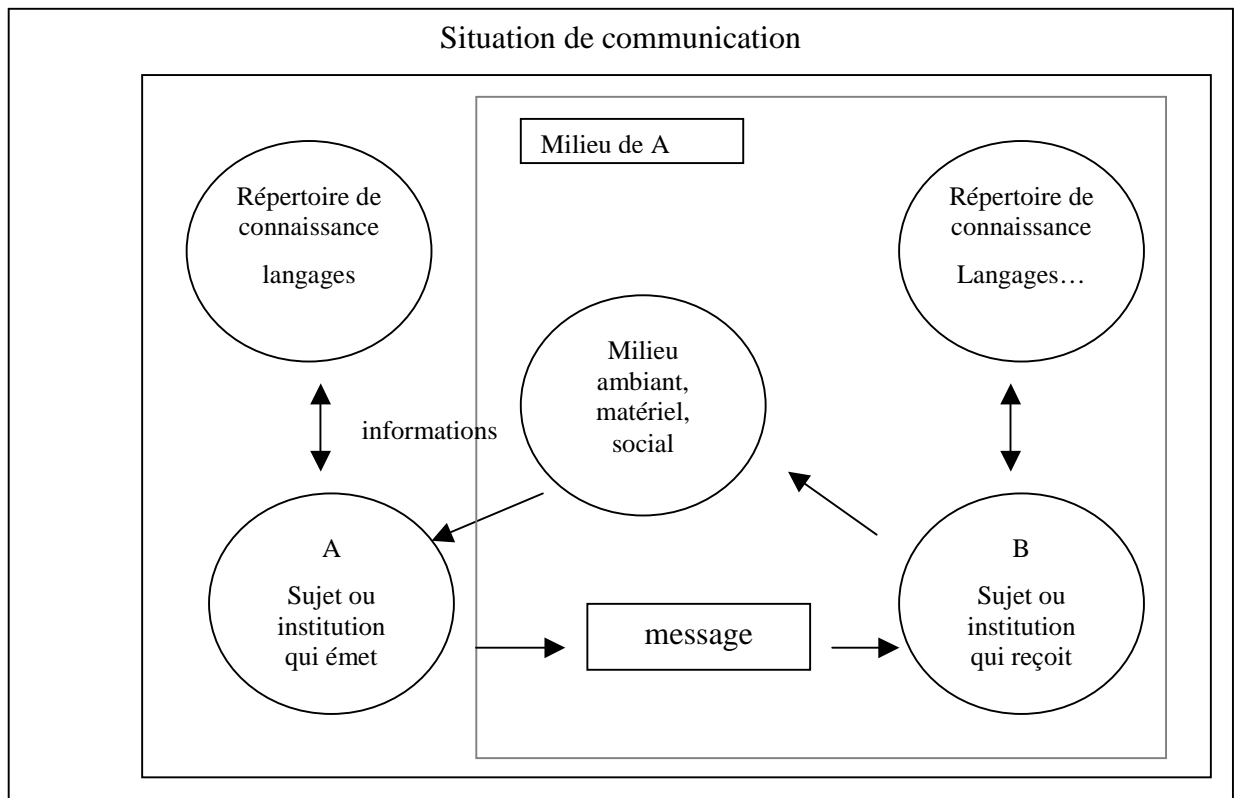 Situation de communication
Milieu de A
Répertoire de
connaissance
langages
Répertoire de
connaissance
Langages…
Milieu
ambiant,
matériel,
social
informations
A
Sujet ou
institution
qui émet
message
B
Sujet ou
institution
qui reçoit